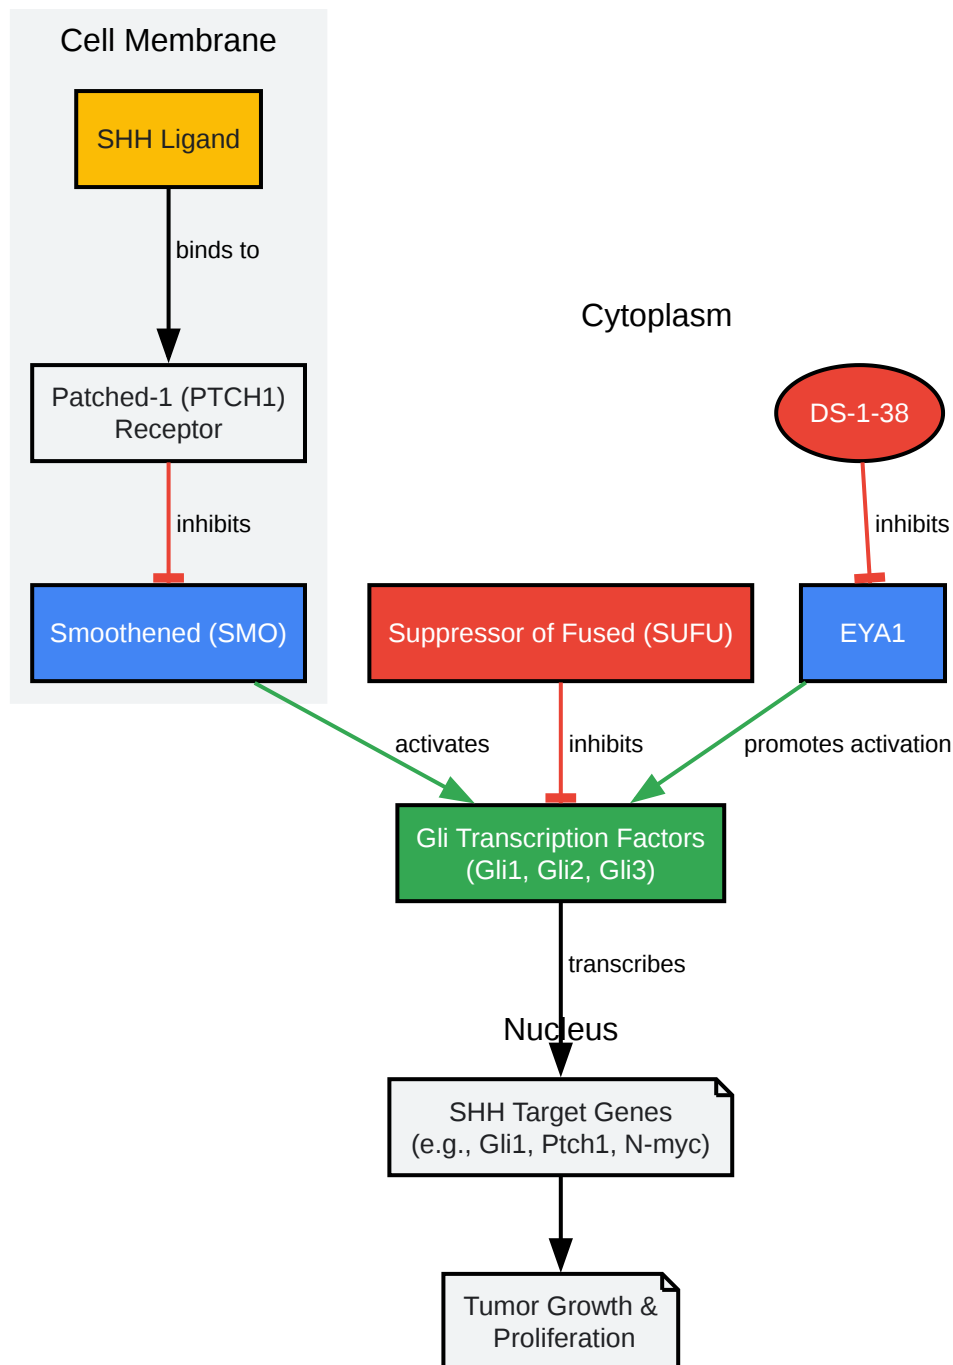 Cell Membrane
SHH Ligand
binds to
Cytoplasm
Patched-1 (PTCH1)
Receptor
DS-1-38
inhibits
inhibits
Smoothened (SMO)
Suppressor of Fused (SUFU)
EYA1
activates
inhibits
promotes activation
Gli Transcription Factors
(Gli1, Gli2, Gli3)
transcribes
Nucleus
SHH Target Genes
(e.g., Gli1, Ptch1, N-myc)
Tumor Growth &
Proliferation